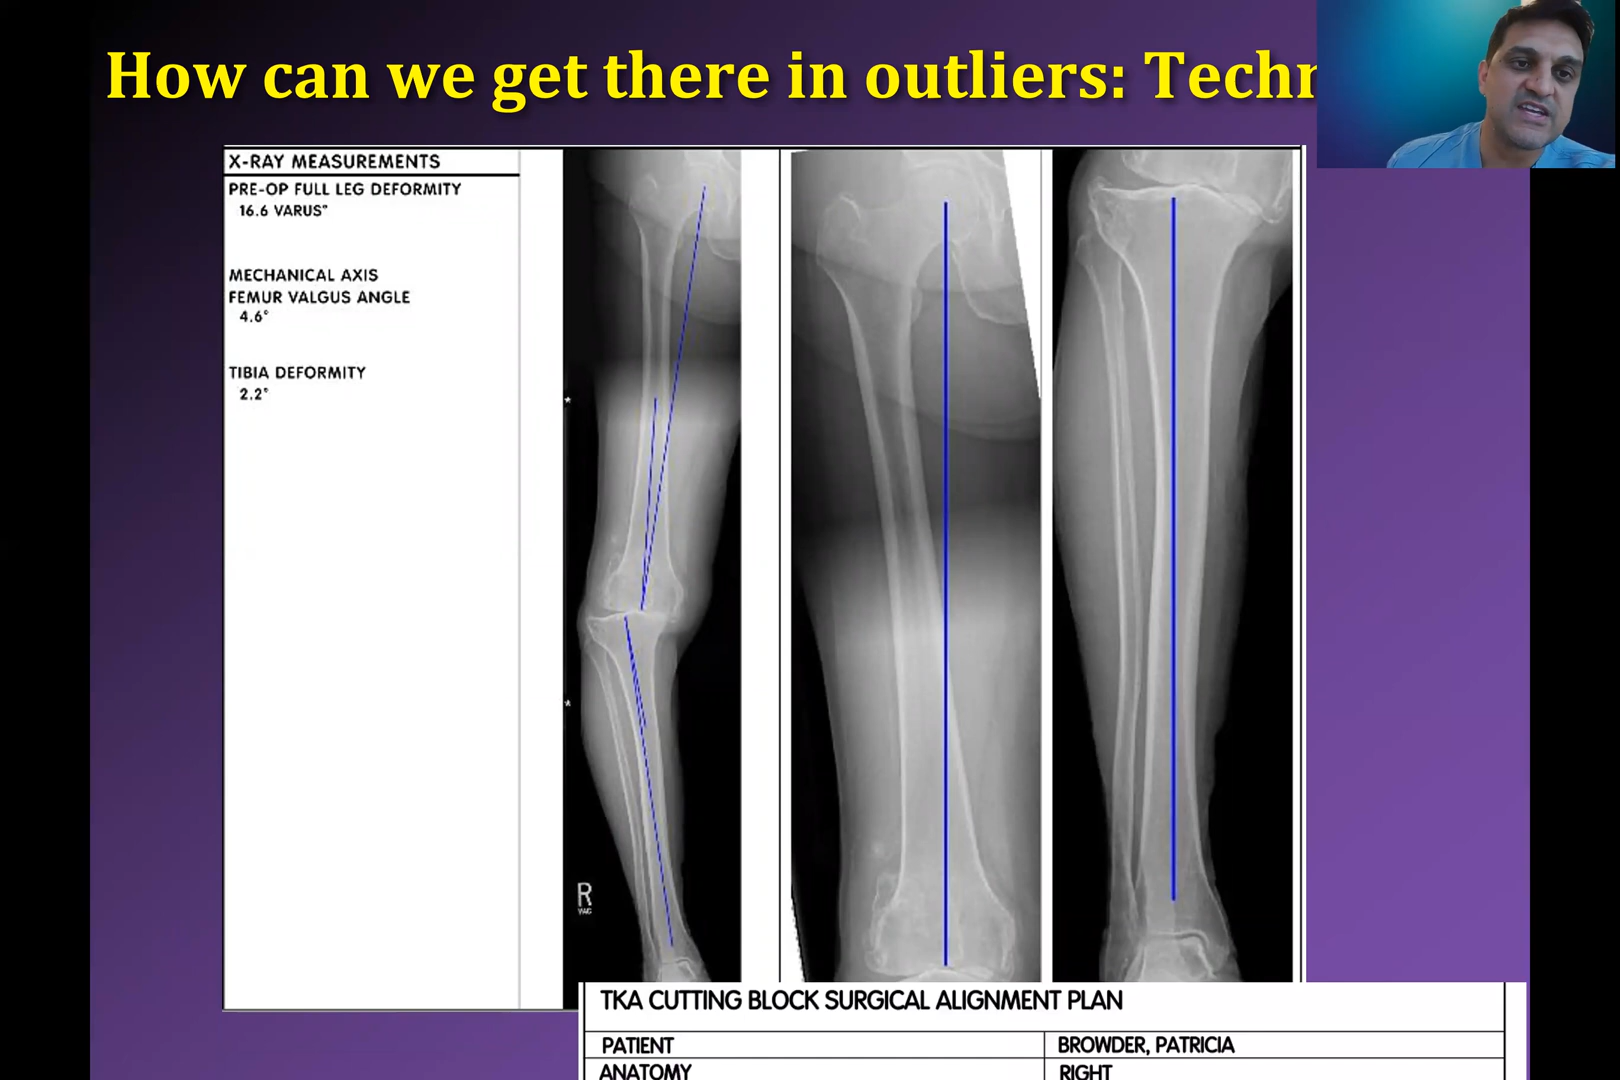 How can we get there in outliers: Techn
X-RAY MEASUREMENTS
PRE-OP FULL LEG DEFORMITY
16.6 VARUS°
MECHANICAL AXIS
FEMUR VALGUS ANGLE
4.6°
TIBIA DEFORMITY
2.2°
*
*
R
TKA CUTTING BLOCK SURGICAL ALIGNMENT PLAN
PATIENT BROWDER, PATRICIA
ANATOMY RIGHT